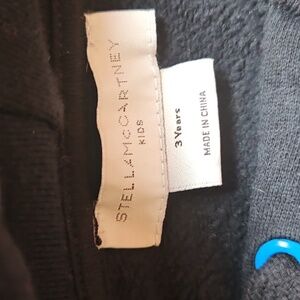 STELLAMCCARTNEY
KIDS
3 Years
MADE IN CHINA